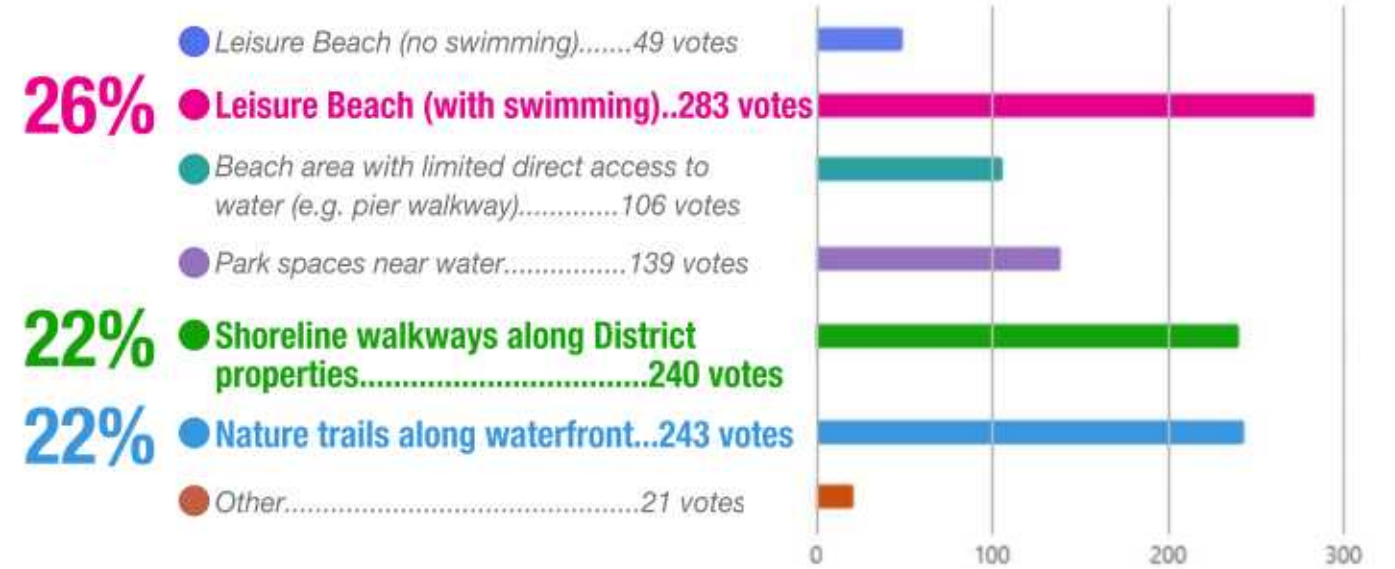 Leisure Beach (no swimming).......49 votes
26%
Leisure Beach (with swimming)..283 votes
Beach area with limited direct access to
water (e.g. pier walkway).............106 votes
Park spaces near water................139 votes
22%
Shoreline walkways along District
properties..................................240 votes
22%
Nature trails along waterfront...243 votes
Other..........................................21 votes
0 100 200 300